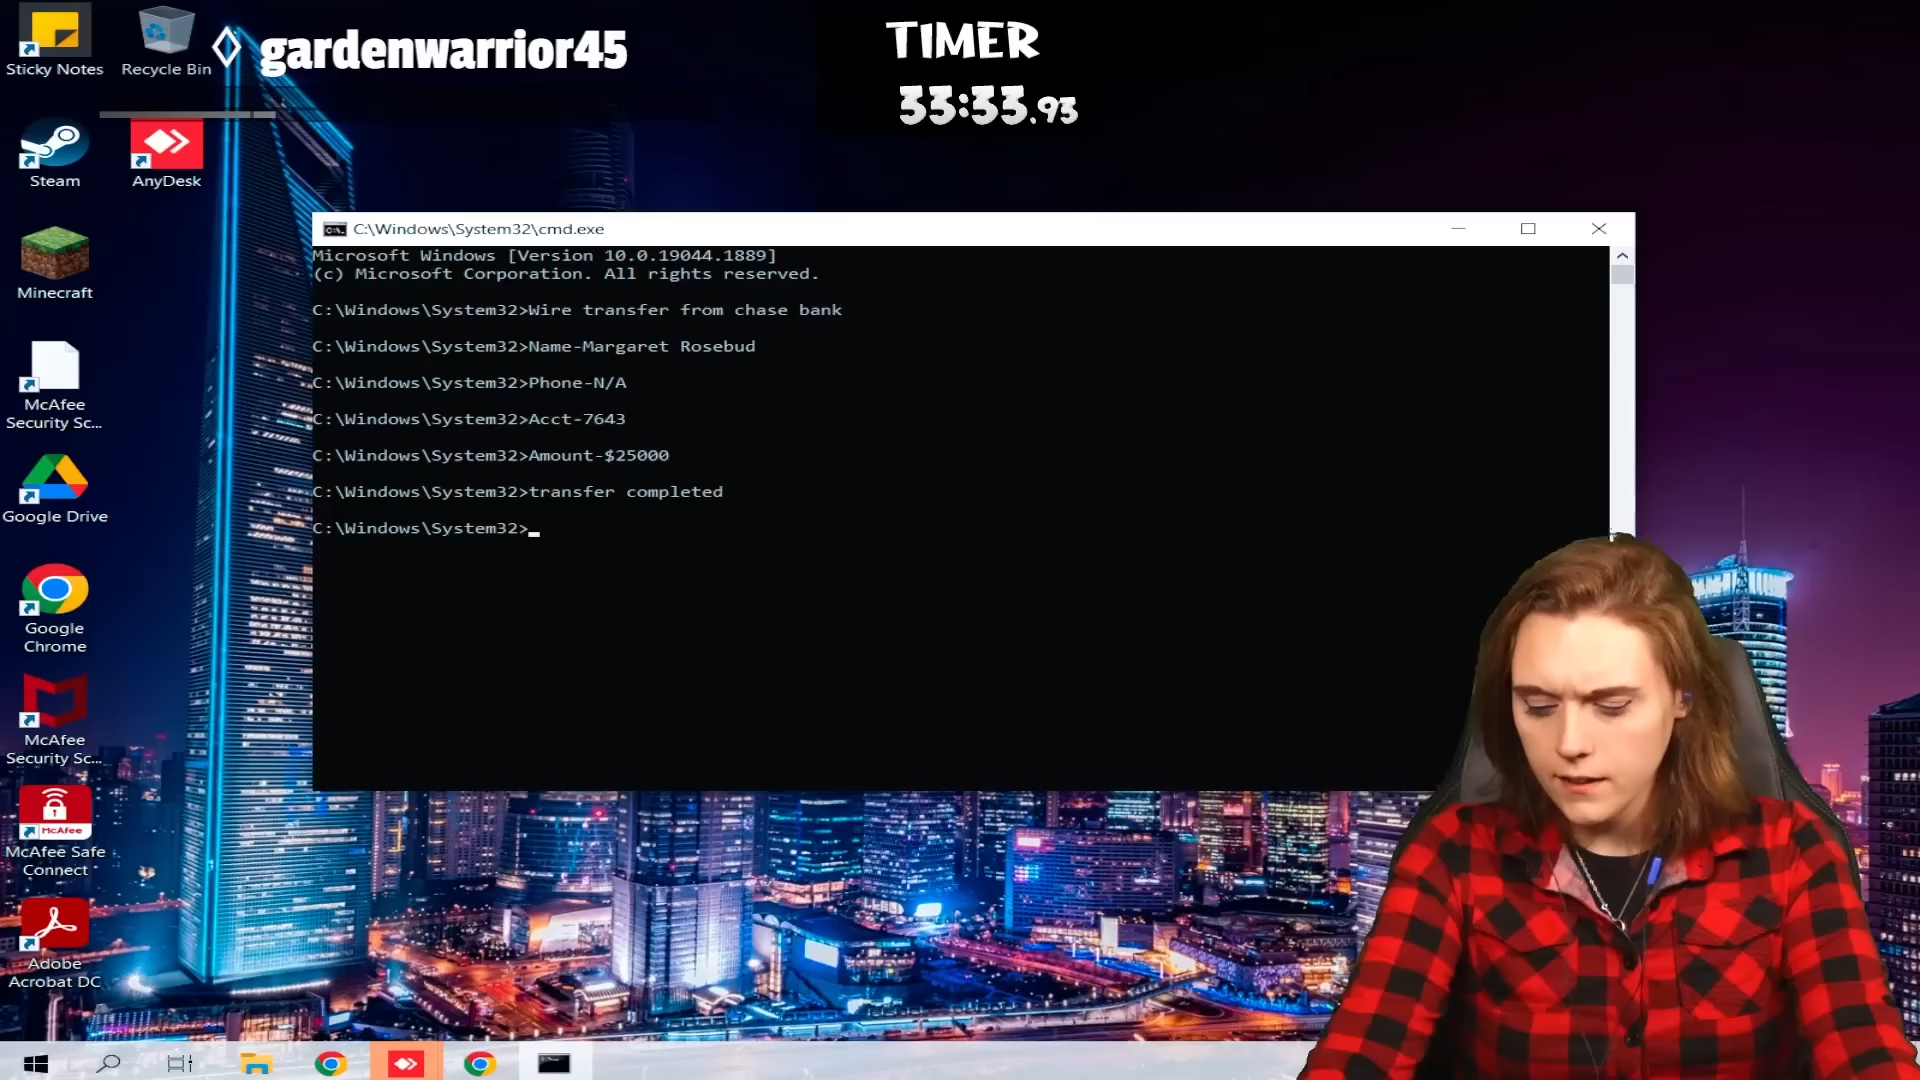 gardenwarrior45
TIMER
33:33.93
Sticky Notes
Recycle Bin
Steam
AnyDesk
Minecraft
McAfee
Security Sc...
Google Drive
Google
Chrome
McAfee
Security Sc...
McAfee
McAfee Safe
Connect
Adobe
Acrobat DC
C:\Windows\System32\cmd.exe
Microsoft Windows [Version 10.0.19044.1889]
(c) Microsoft Corporation. All rights reserved.
C:\Windows\System32>Wire transfer from chase bank
C:\Windows\System32>Name-Margaret Rosebud
C:\Windows\System32>Phone-N/A
C:\Windows\System32>Acct-7643
C:\Windows\System32>Amount-$25000
C:\Windows\System32>transfer completed
C:\Windows\System32>_